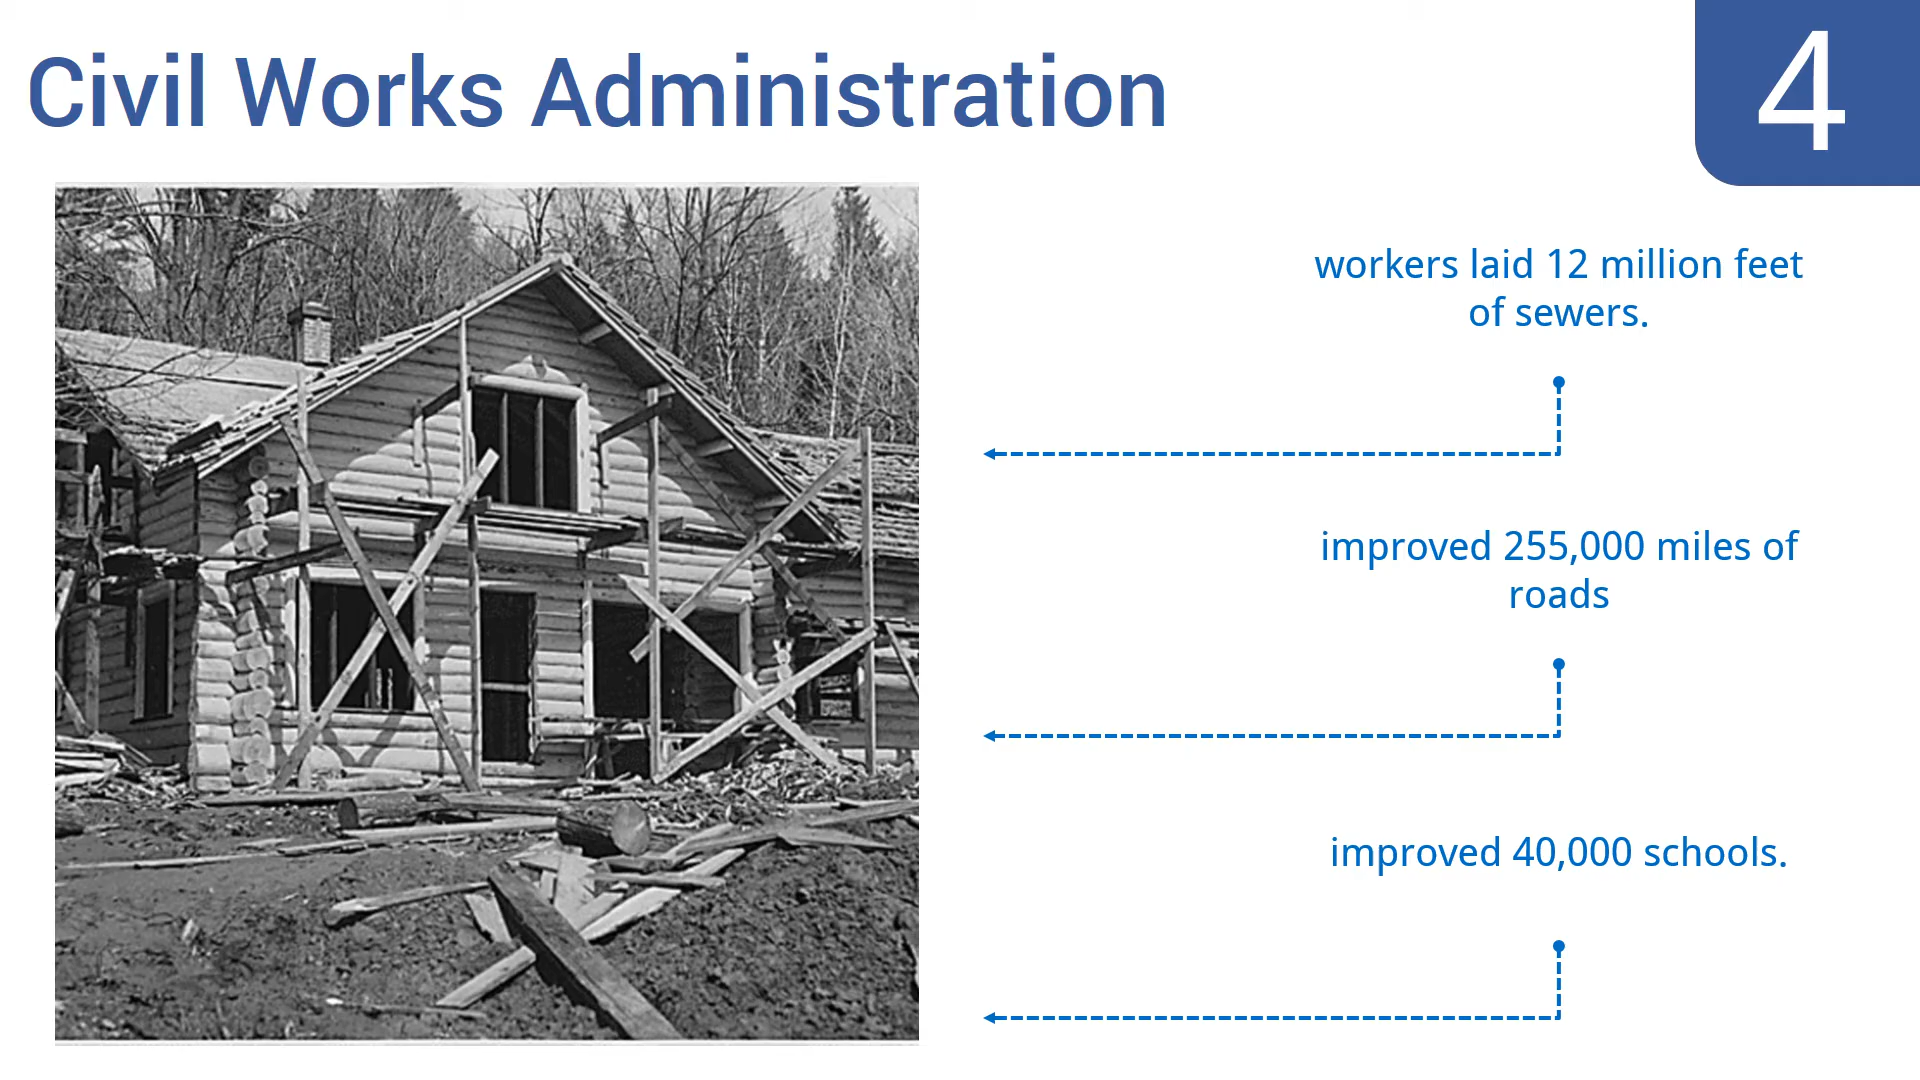 Civil Works Administration
4
workers laid 12 million feet
of sewers.
improved 255,000 miles of
roads
improved 40,000 schools.